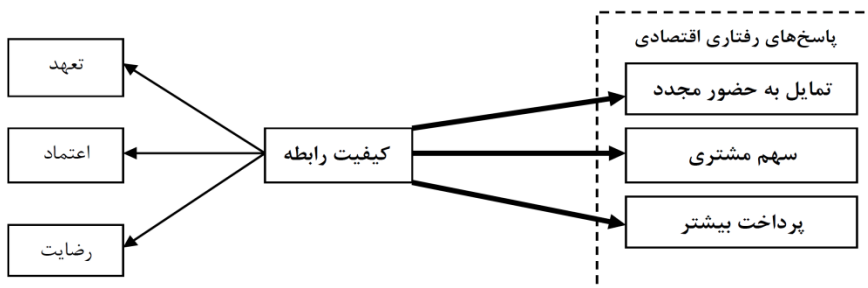 پاسخ‌های رفتاری اقتصادی
تمایل به حضور مجدد
سهم مشتری
پرداخت بیشتر
کیفیت رابطه
تعهد
اعتماد
رضایت